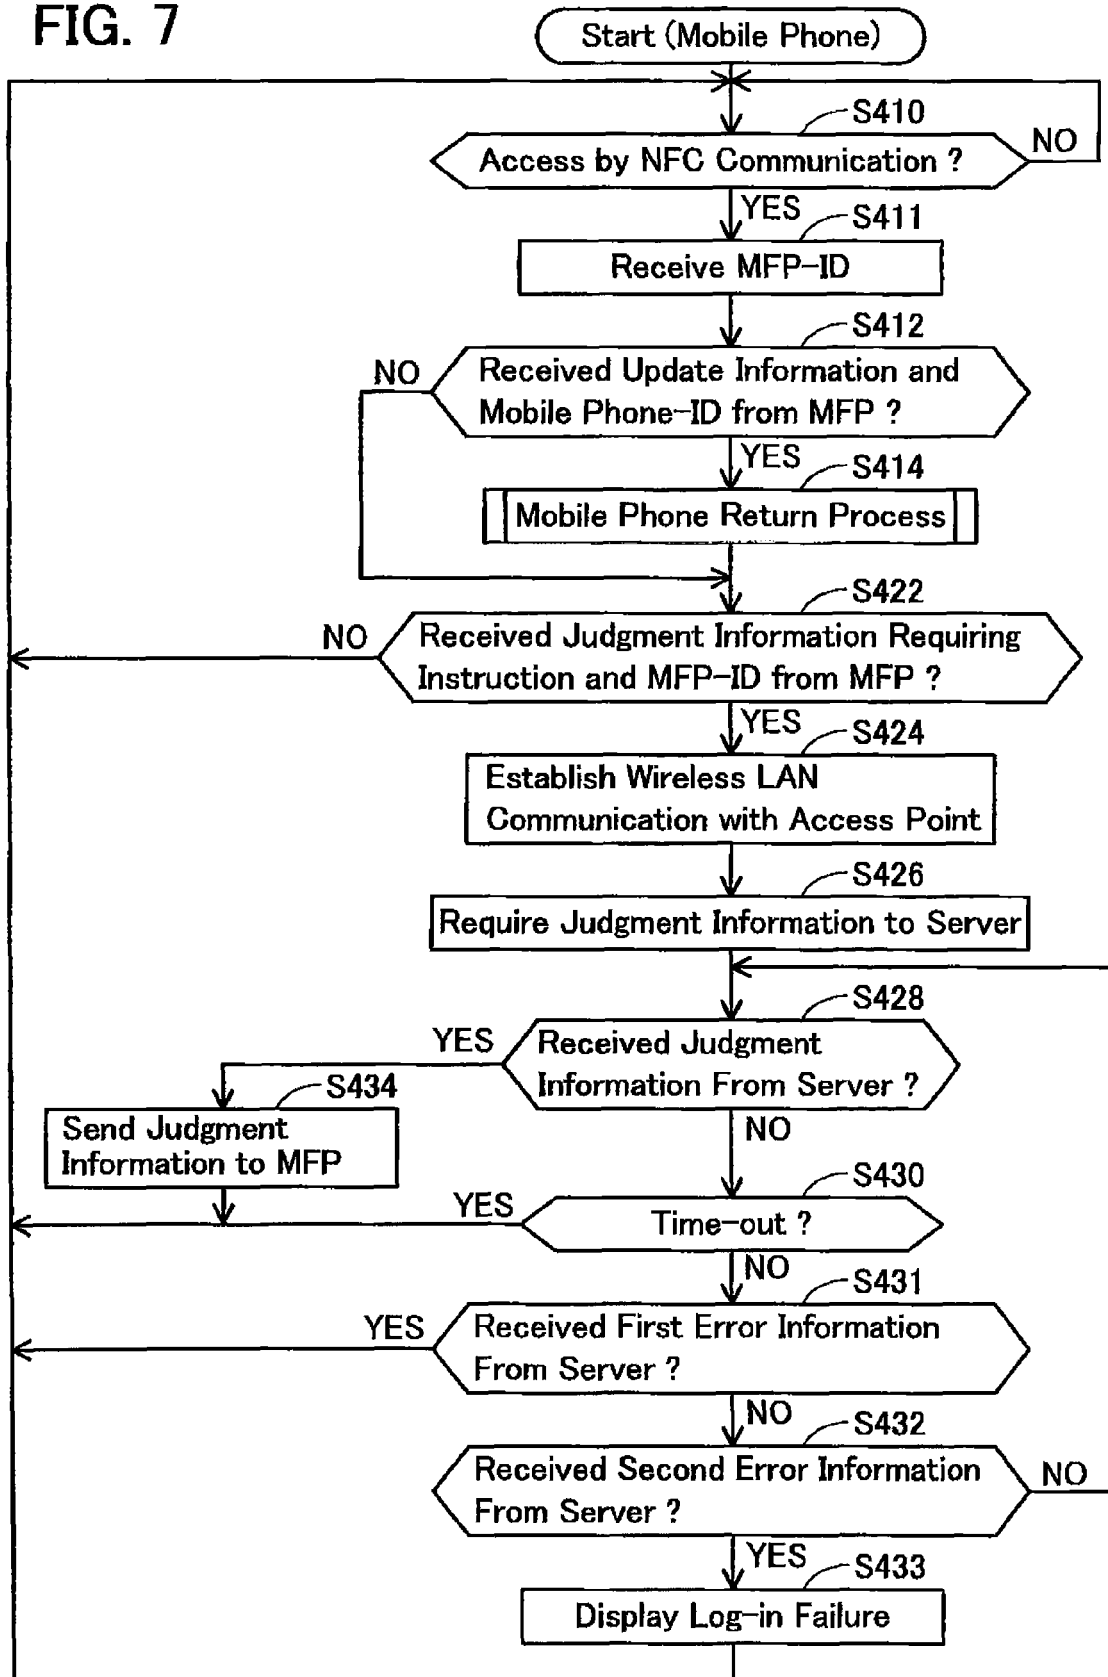 FIG. 7
Start (Mobile Phone)
S410
Access by NFC Communication ?
NO
YES
S411
Receive MFP-ID
S412
Received Update Information and
Mobile Phone-ID from MFP ?
NO
YES
S414
Mobile Phone Return Process
S422
Received Judgment Information Requiring
Instruction and MFP-ID from MFP ?
NO
YES
S424
Establish Wireless LAN
Communication with Access Point
S426
Require Judgment Information to Server
S428
Received Judgment
Information From Server ?
YES
S434
Send Judgment
Information to MFP
NO
S430
Time-out ?
YES
NO
S431
Received First Error Information
From Server ?
YES
NO
S432
Received Second Error Information
From Server ?
NO
YES
S433
Display Log-in Failure